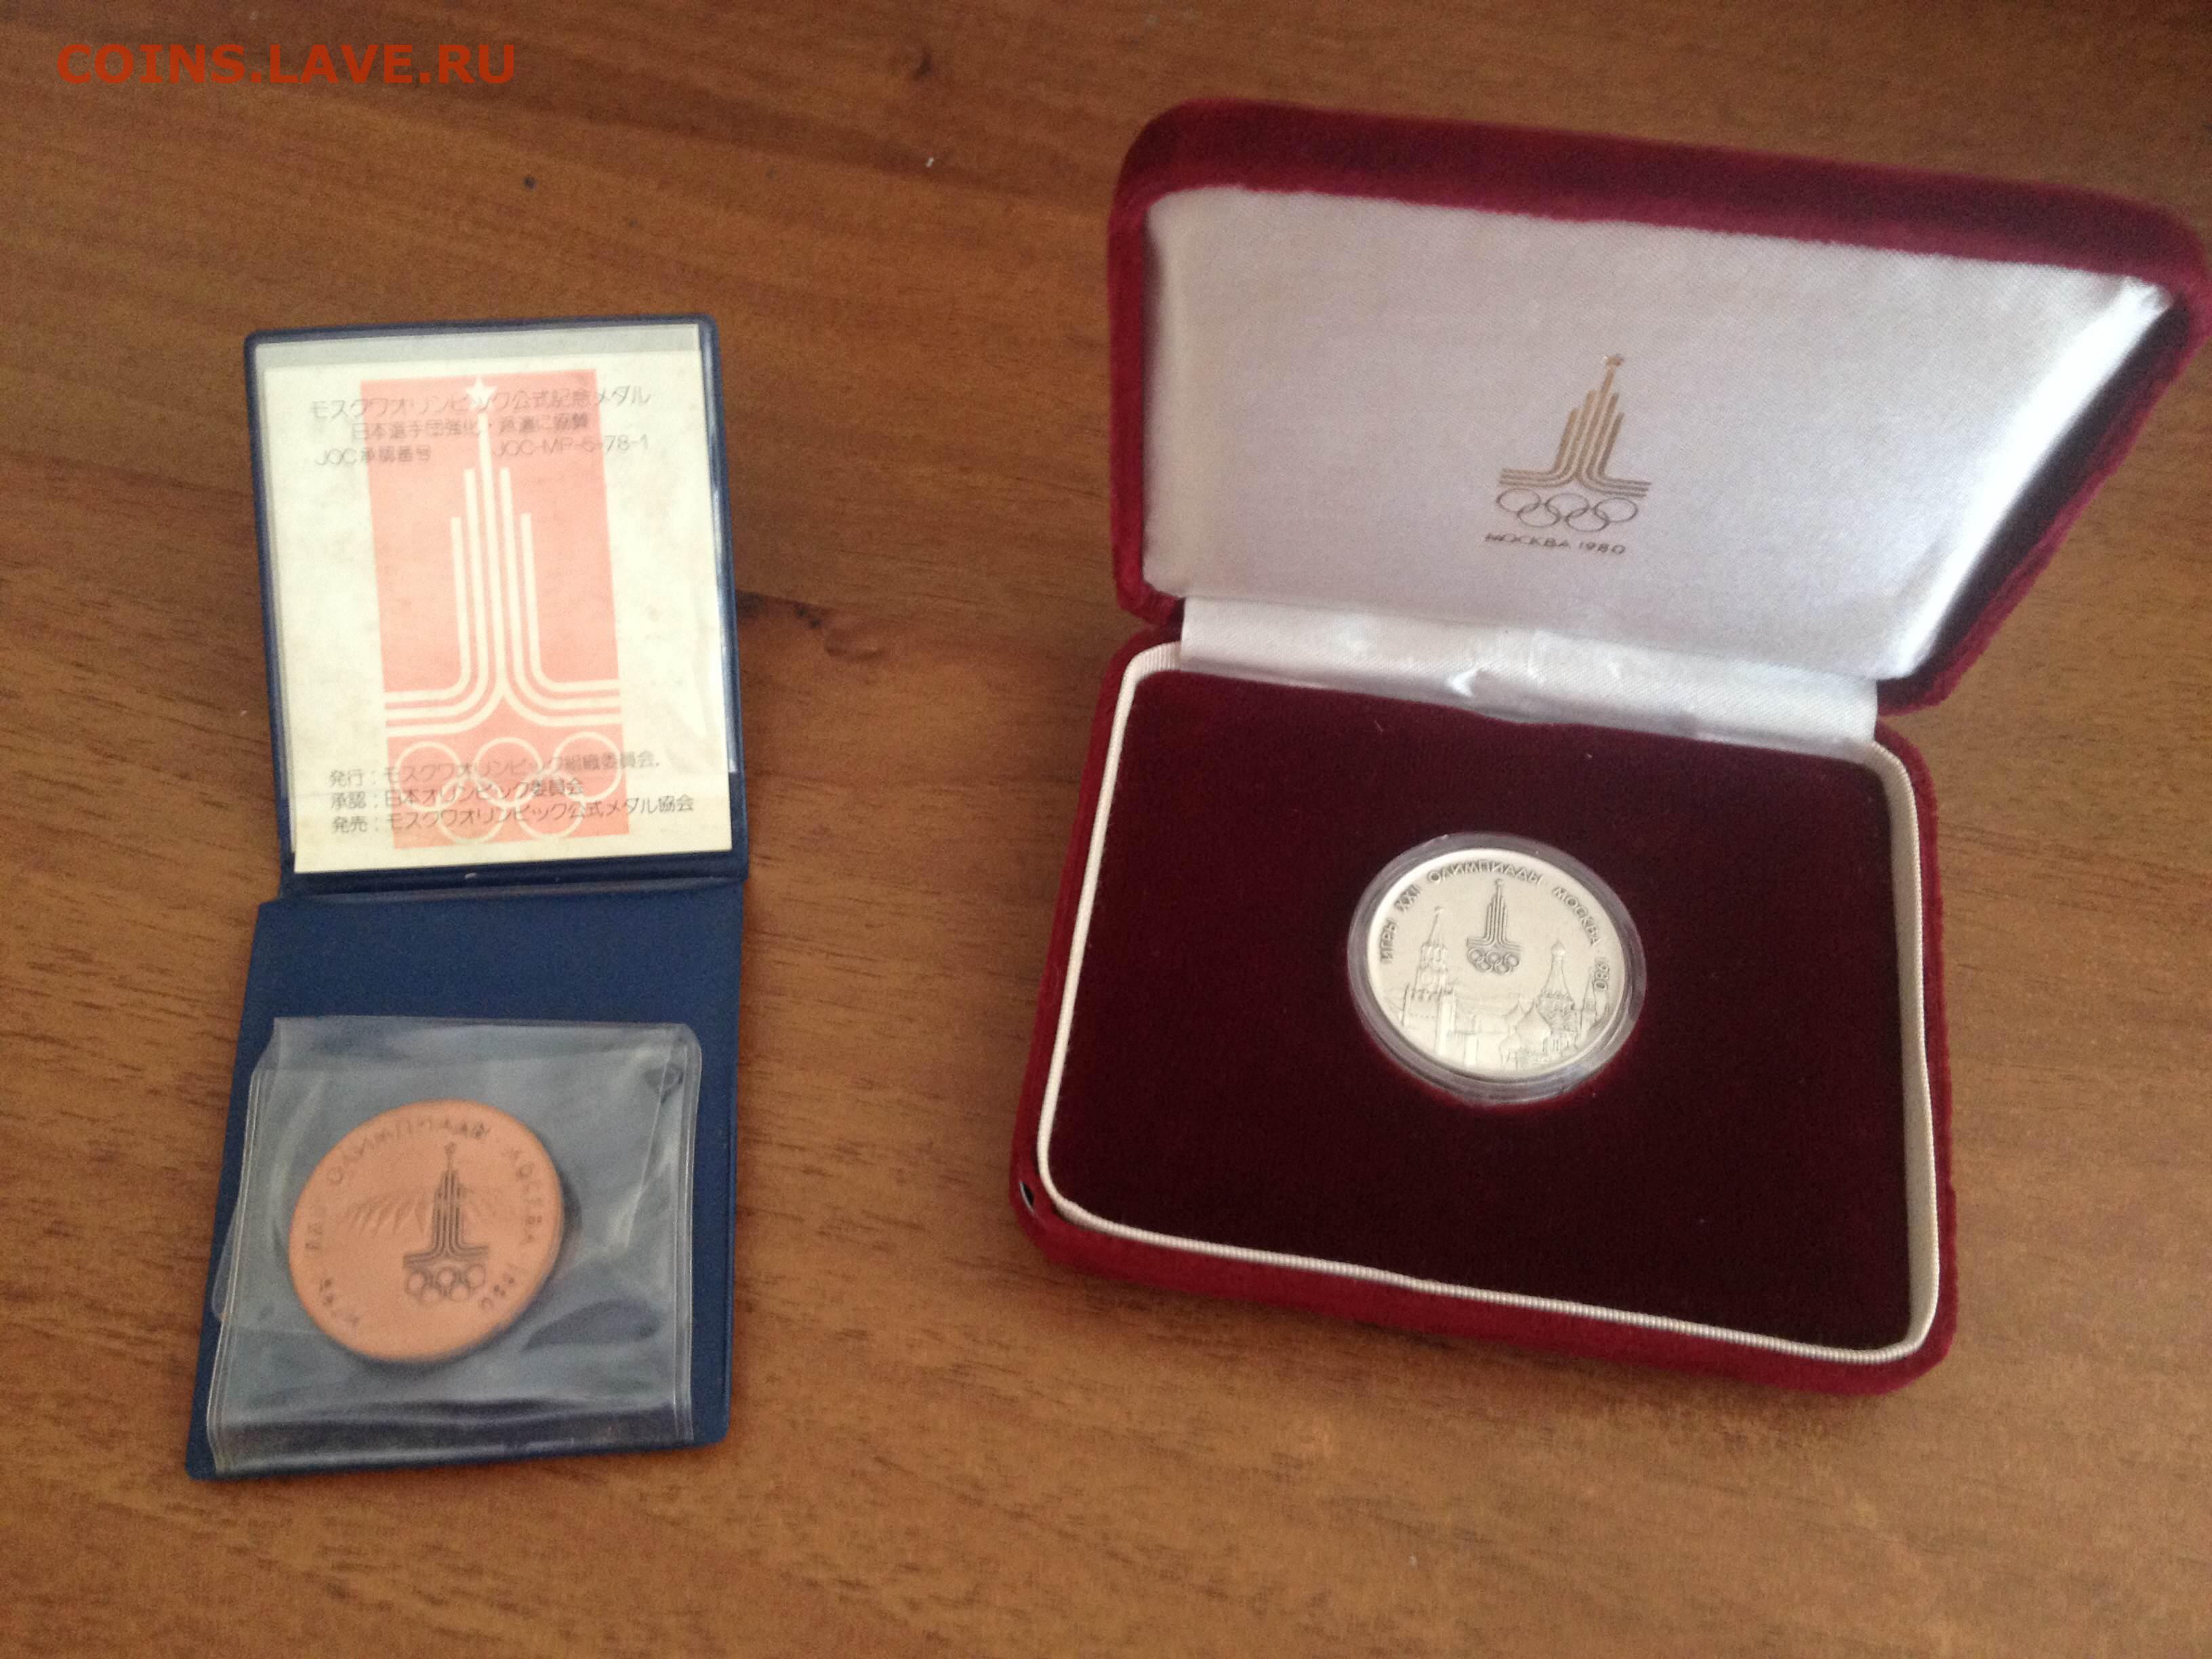 COINS.LAVE.RU
モスクワオリンピック公式記念メダル
日本選手団強化・派遣に協賛
JOC承認番号 JOC-MP-5-78-1
発行：モスクワオリンピック組織委員会.
承認：日本オリンピック委員会
発売：モスクワオリンピック公式メダル協会
МОСКВА 1980
ИГРЫ XXII ОЛИМПИАДЫ МОСКВА 1980
ОЛИМПИАДЫ МОСКВА 1980